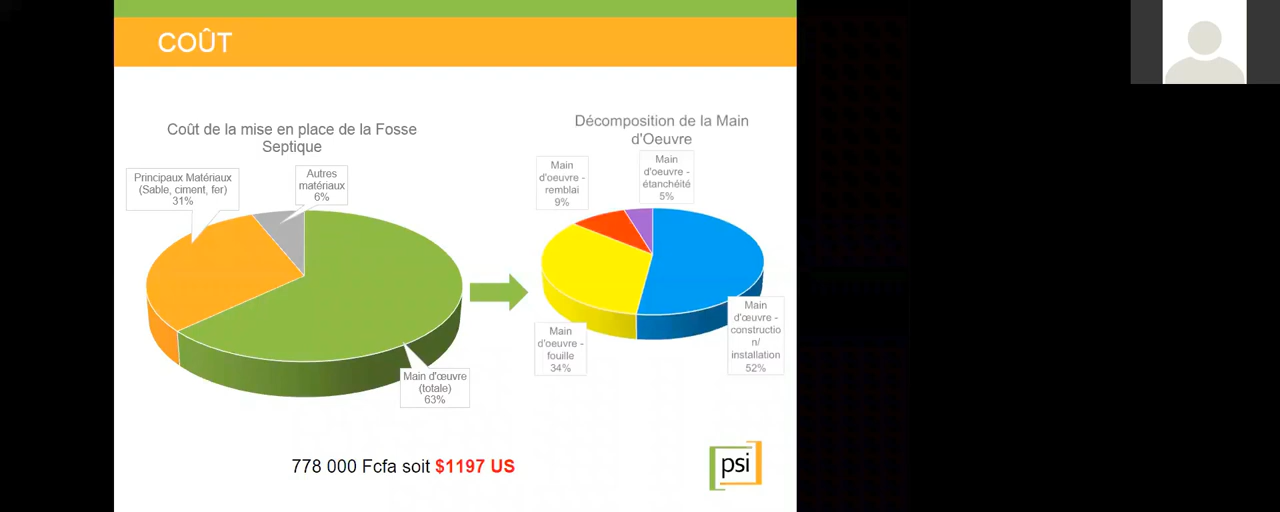 COÛT
Coût de la mise en place de la Fosse
Septique
Principaux Matériaux
(Sable, ciment, fer)
31%
Autres
matériaux
6%
Main d'œuvre
(totale)
63%
Décomposition de la Main
d'Oeuvre
Main
d'oeuvre -
remblai
9%
Main
d'oeuvre -
étanchéité
5%
Main
d'oeuvre -
fouille
34%
Main
d'œuvre -
constructio
n/
installation
52%
778 000 Fcfa soit $1197 US
psi